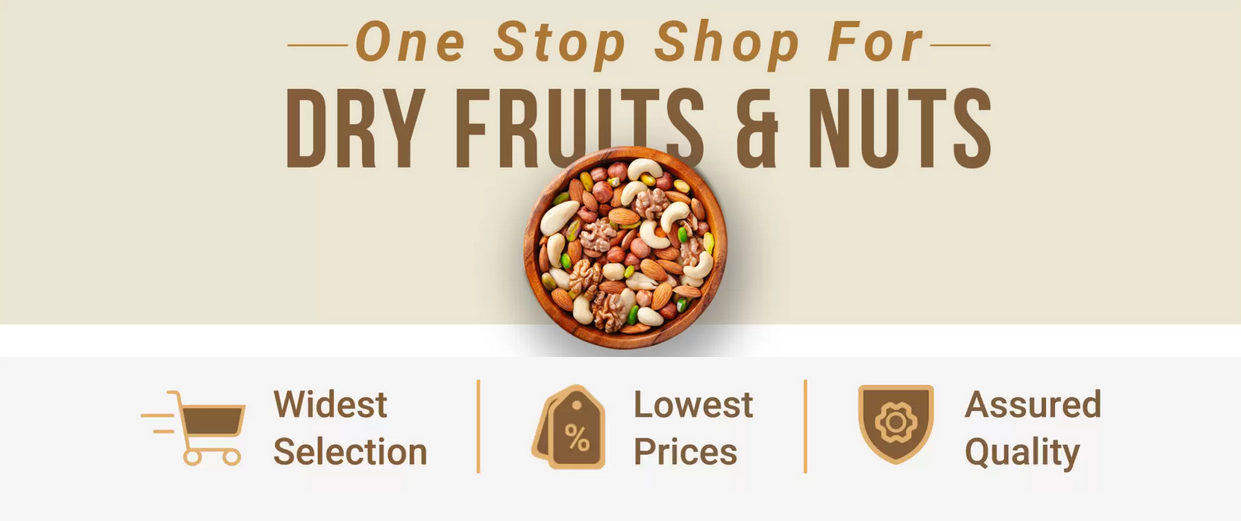 One Stop Shop For
DRY FRUITS & NUTS
Widest
Selection
%
Lowest
Prices
Assured
Quality